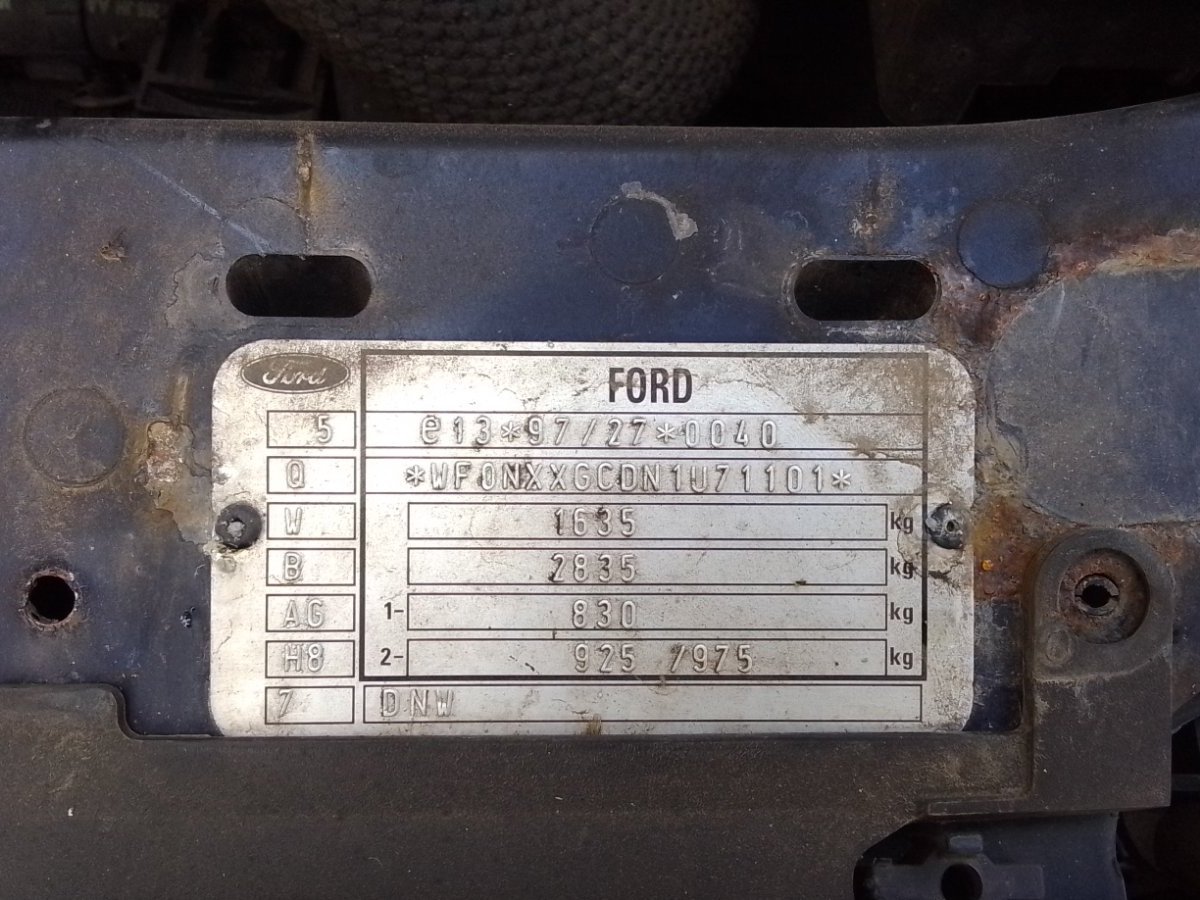 Ford FORD
5 e13*97/27*0040
Q *WF0NXXGCDN1U71101*
W 1635 kg
B 2835 kg
AG 1- 830 kg
H8 2- 925 /975 kg
7 DNW